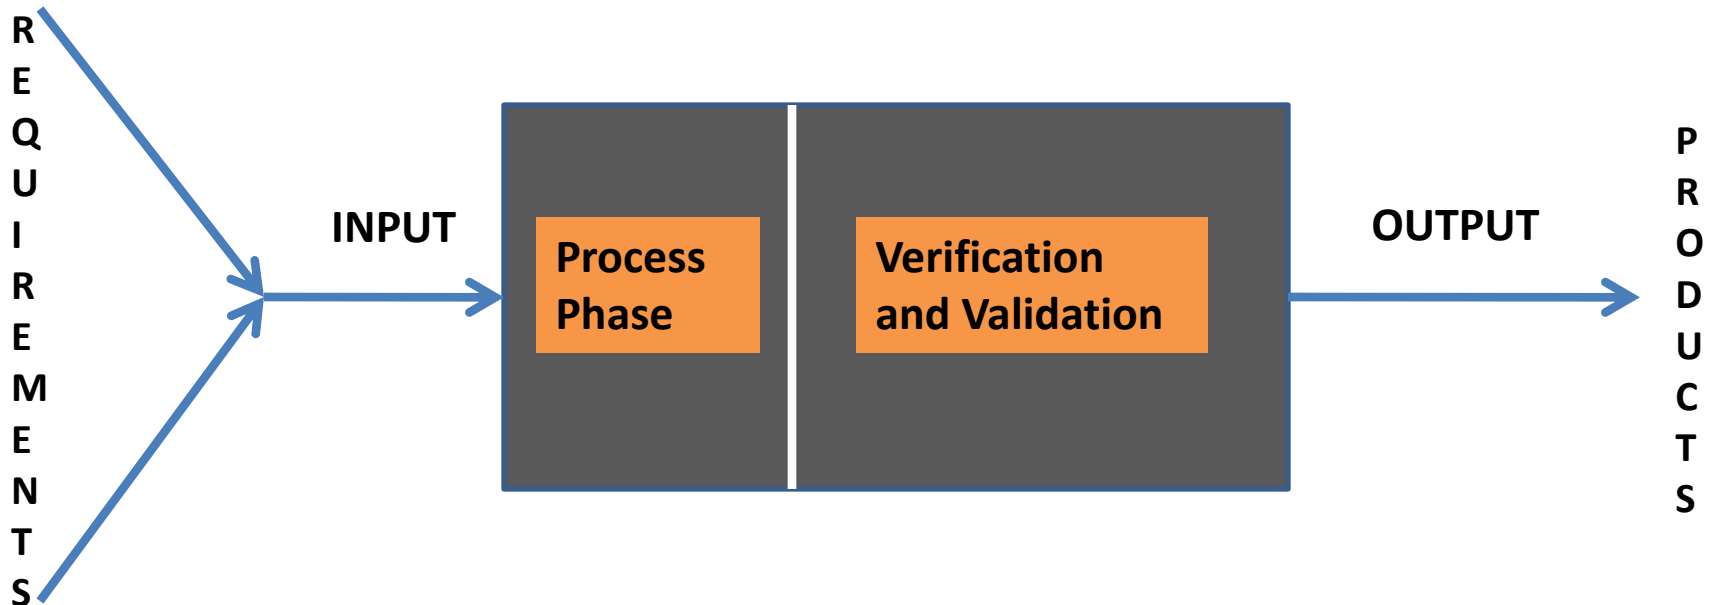 REQUIREMENTS
INPUT
Process
Phase
Verification
and Validation
OUTPUT
PRODUCTS